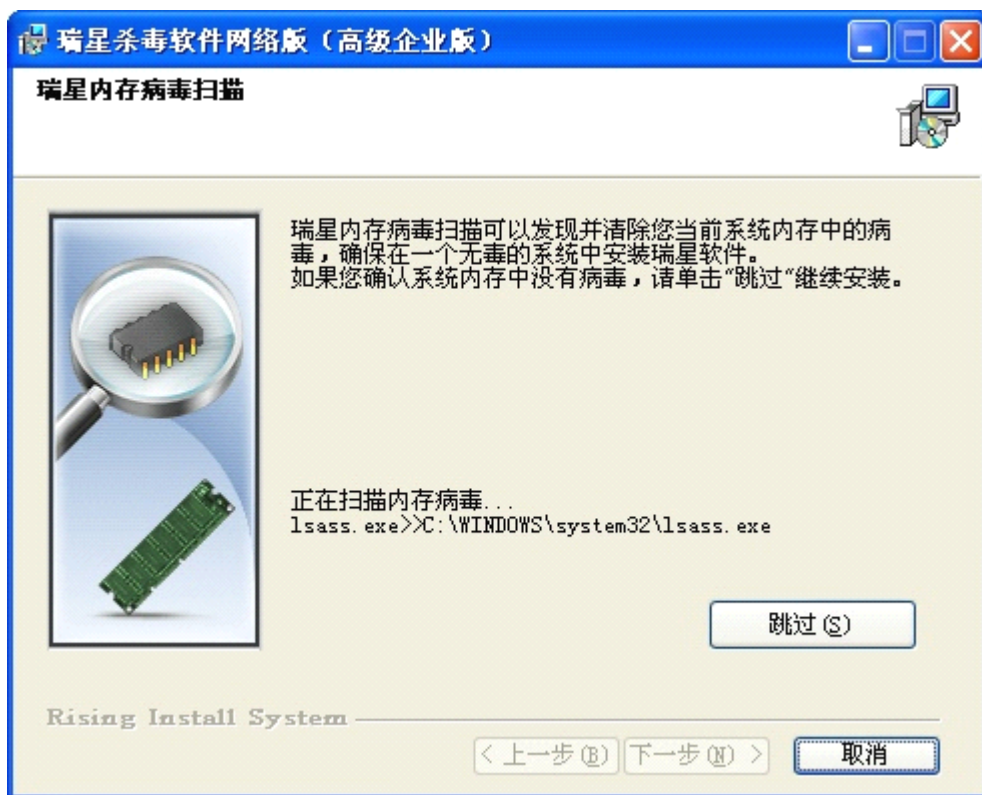 瑞星杀毒软件网络版（高级企业版）
瑞星内存病毒扫描
瑞星内存病毒扫描可以发现并清除您当前系统内存中的病
毒，确保在一个无毒的系统中安装瑞星软件。
如果您确认系统内存中没有病毒，请单击“跳过“继续安装。
正在扫描内存病毒...
lsass.exe>>C:\WINDOWS\system32\lsass.exe
跳过(S)
Rising Install System
< 上一步(B) 下一步(N) > 取消